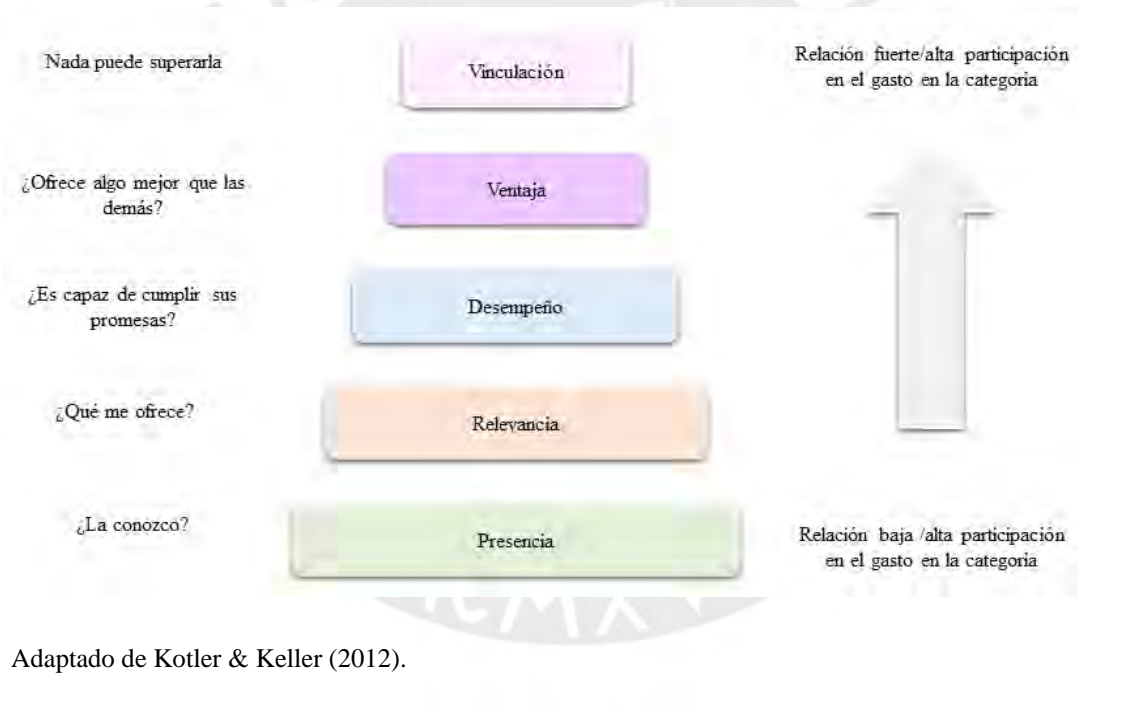 Nada puede superarla
Vinculación
Relación fuerte/alta participación
en el gasto en la categoria
¿Ofrece algo mejor que las
demás?
Ventaja
¿Es capaz de cumplir sus
promesas?
Desempeño
¿Qué me ofrece?
Relevancia
¿La conozco?
Presencia
Relación baja /alta participación
en el gasto en la categoria
Adaptado de Kotler & Keller (2012).